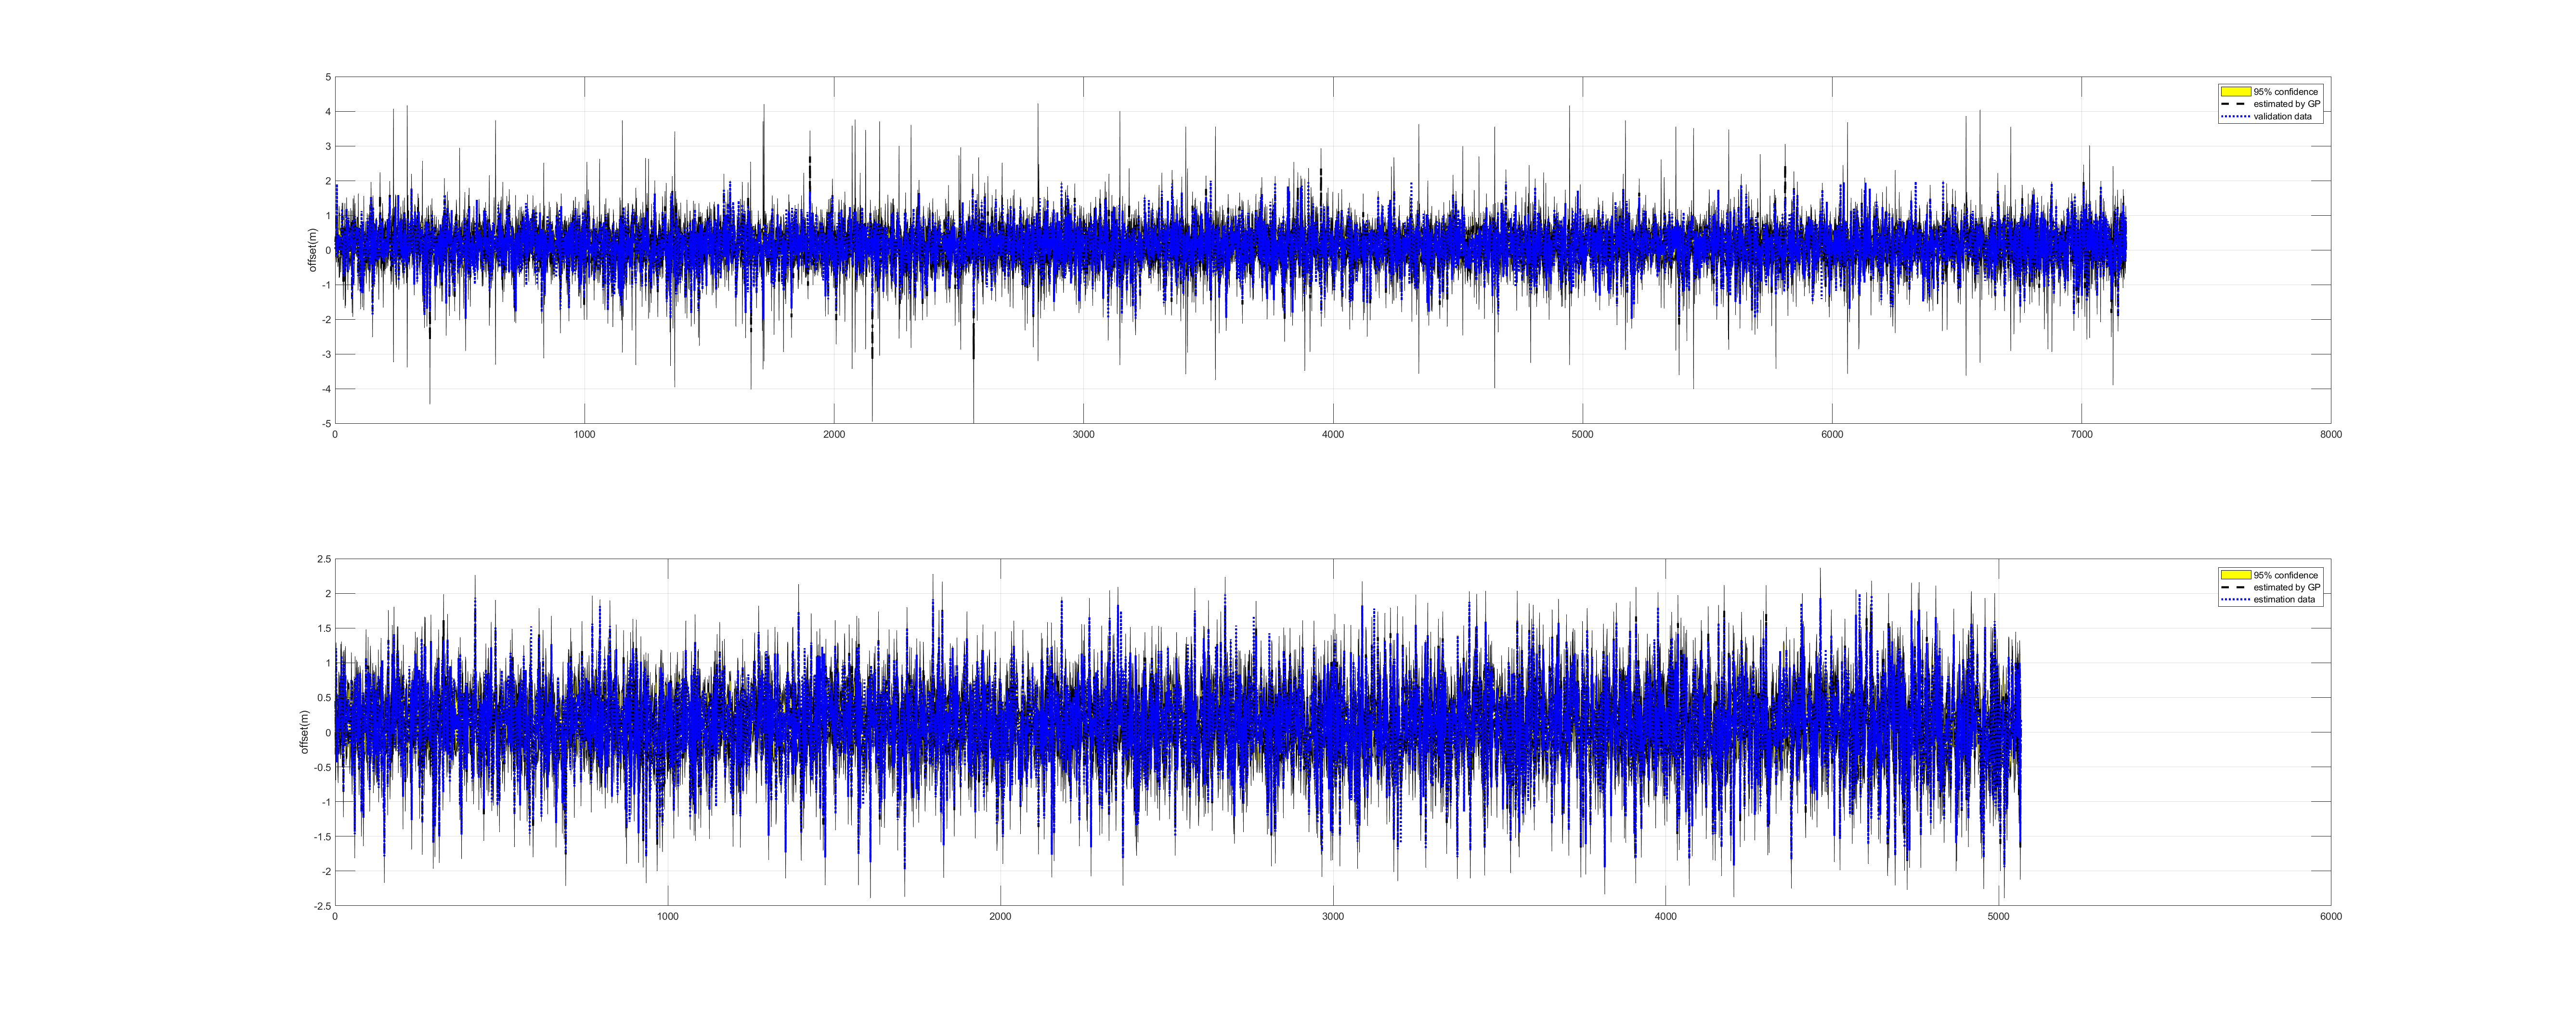 5
4
3
2
1
0
-1
-2
-3
-4
-5
offset(m)
0 1000 2000 3000 4000 5000 6000 7000 8000
95% confidence
estimated by GP
validation data
2.5
2
1.5
1
0.5
0
-0.5
-1
-1.5
-2
-2.5
offset(m)
0 1000 2000 3000 4000 5000 6000
95% confidence
estimated by GP
estimation data